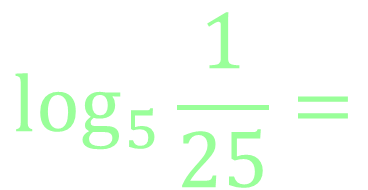 log₅ 1/25 =